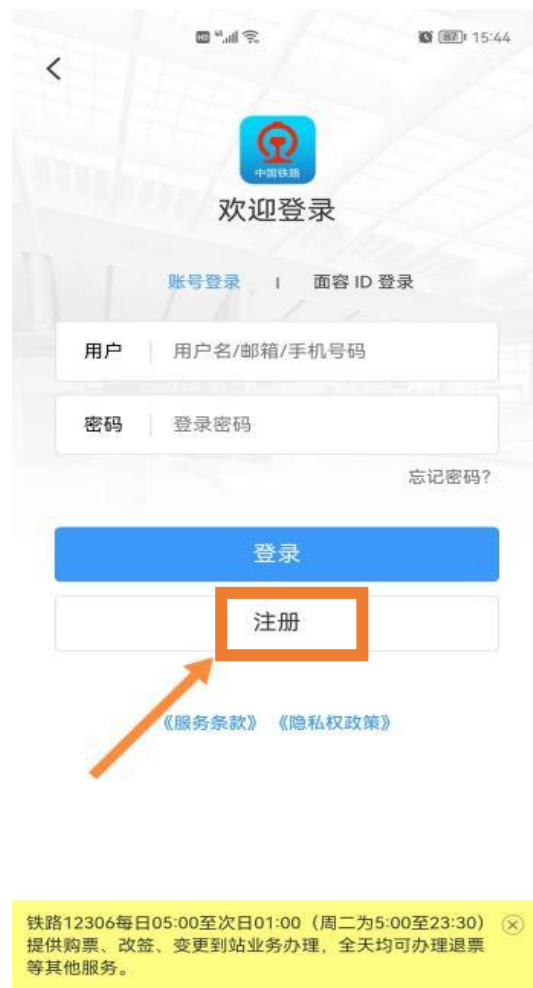 HD 4G 87 15:44
中国铁路
欢迎登录
账号登录 | 面容 ID 登录
用户 | 用户名/邮箱/手机号码
密码 | 登录密码
忘记密码?
登录
注册
《服务条款》 《隐私权政策》
铁路12306每日05:00至次日01:00（周二为5:00至23:30）
提供购票、改签、变更到站业务办理，全天均可办理退票
等其他服务。